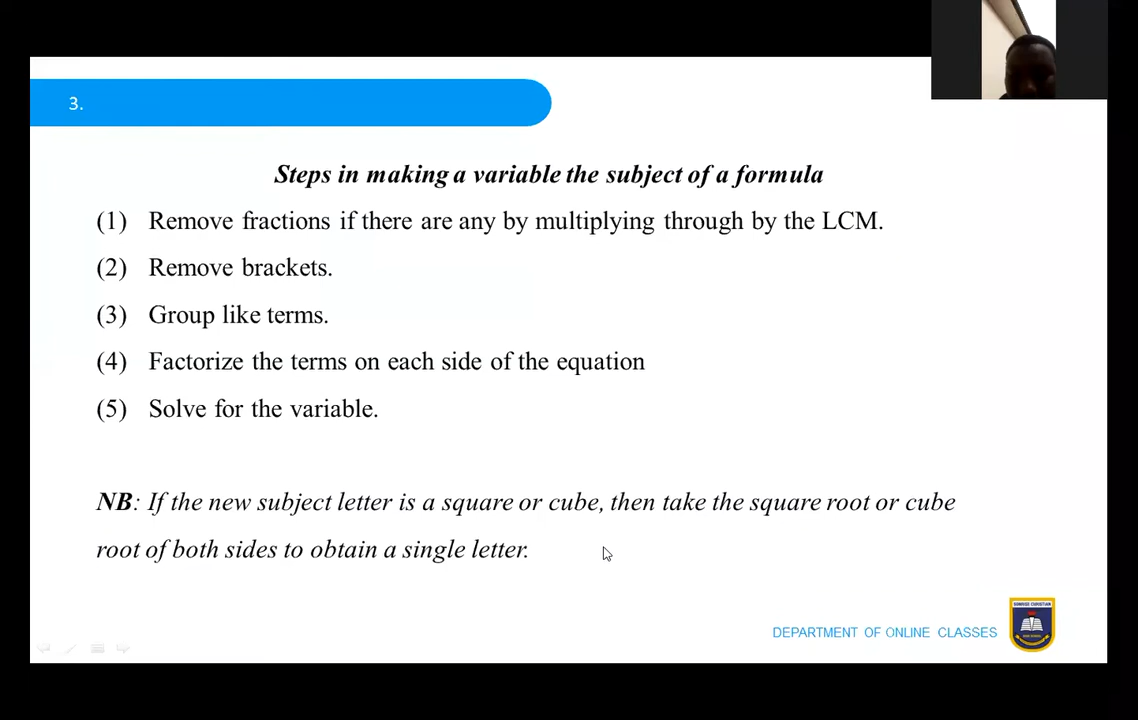 3.
Steps in making a variable the subject of a formula
(1) Remove fractions if there are any by multiplying through by the LCM.
(2) Remove brackets.
(3) Group like terms.
(4) Factorize the terms on each side of the equation
(5) Solve for the variable.
NB: If the new subject letter is a square or cube, then take the square root or cube
root of both sides to obtain a single letter.
DEPARTMENT OF ONLINE CLASSES